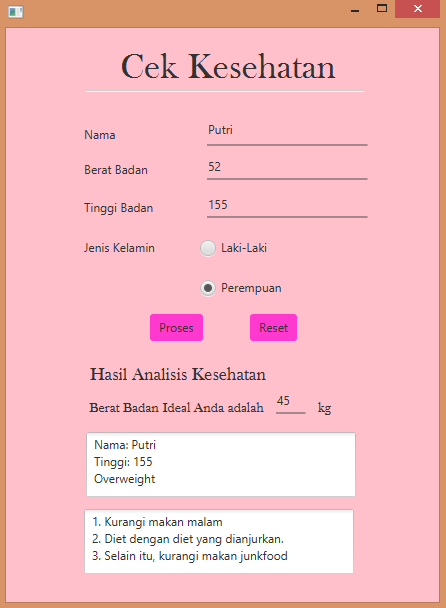 Cek Kesehatan
Nama Putri
Berat Badan 52
Tinggi Badan 155
Jenis Kelamin Laki-Laki
Perempuan
Proses Reset
Hasil Analisis Kesehatan
Berat Badan Ideal Anda adalah 45 kg
Nama: Putri
Tinggi: 155
Overweight
1. Kurangi makan malam
2. Diet dengan diet yang dianjurkan.
3. Selain itu, kurangi makan junkfood